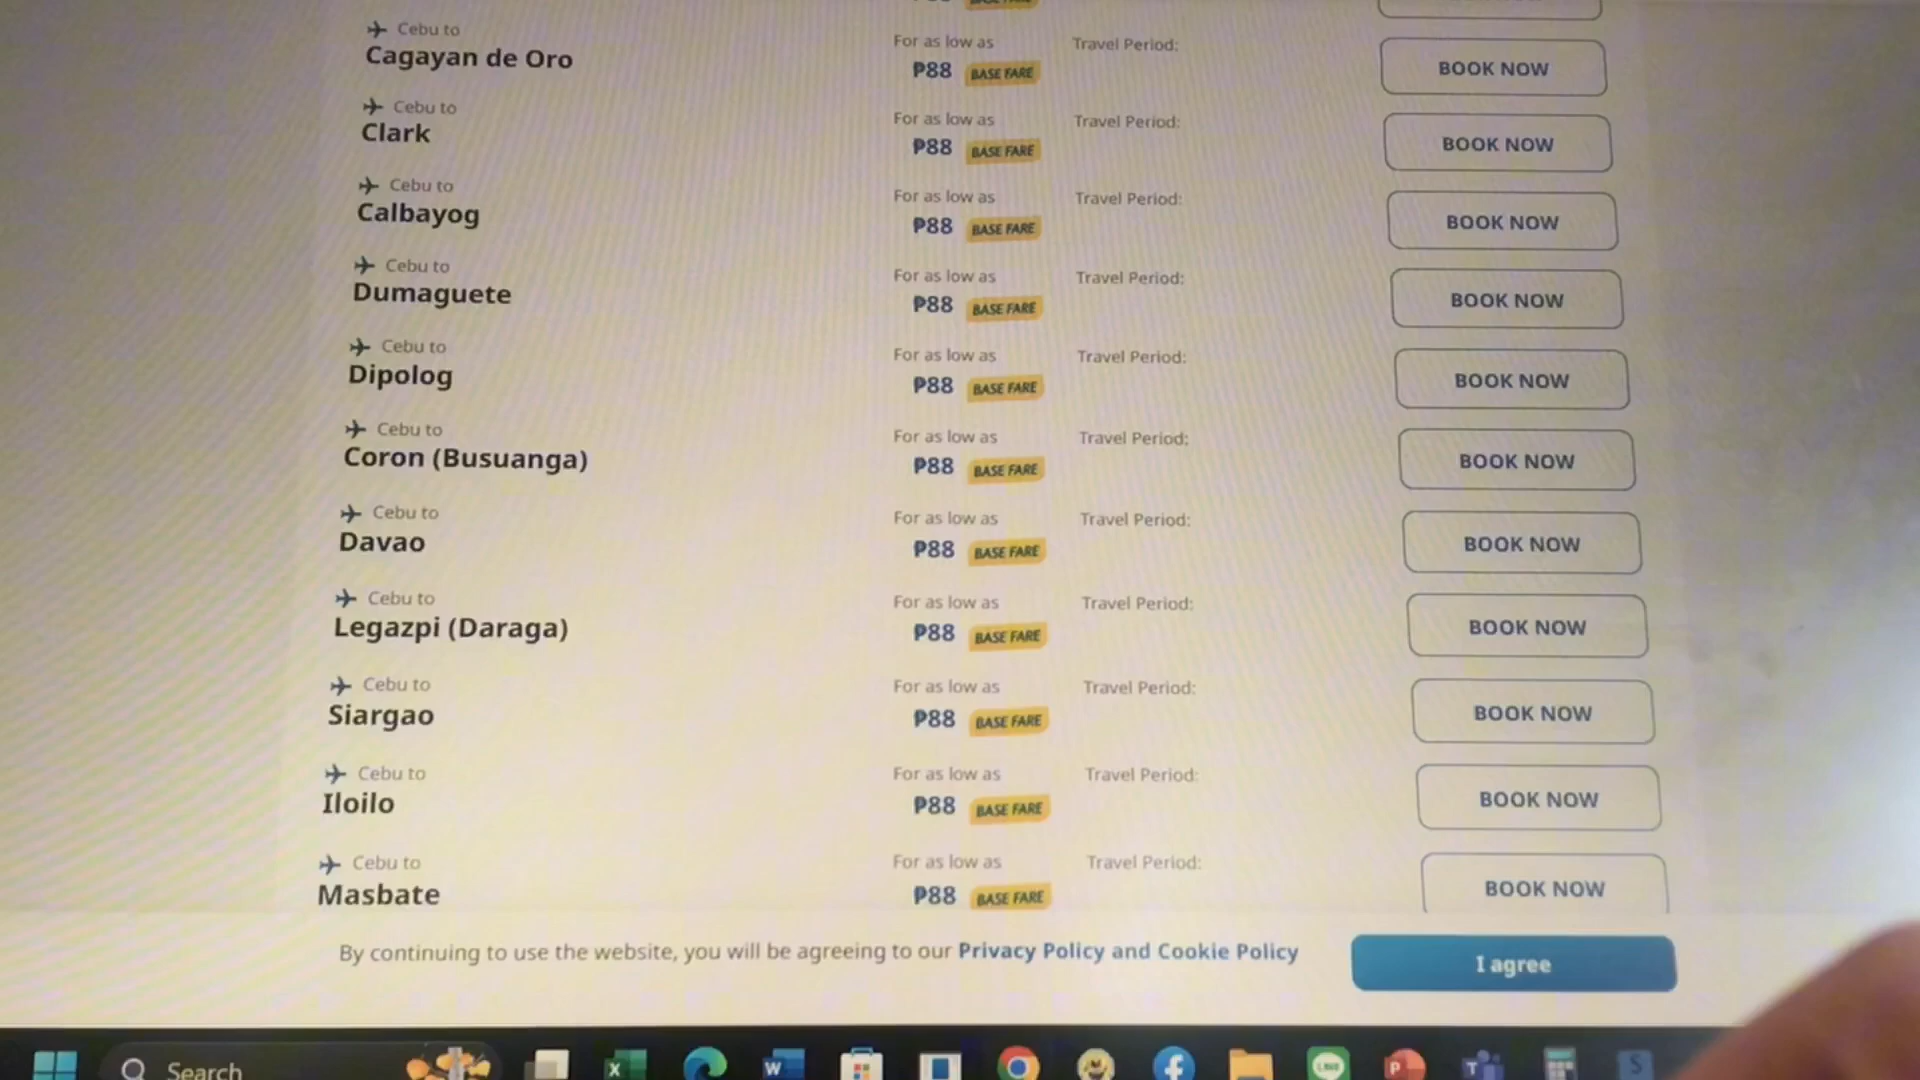 Cebu to
Cagayan de Oro
For as low as
₱88 BASE FARE
Travel Period:
BOOK NOW
Cebu to
Clark
For as low as
₱88 BASE FARE
Travel Period:
BOOK NOW
Cebu to
Calbayog
For as low as
₱88 BASE FARE
Travel Period:
BOOK NOW
Cebu to
Dumaguete
For as low as
₱88 BASE FARE
Travel Period:
BOOK NOW
Cebu to
Dipolog
For as low as
₱88 BASE FARE
Travel Period:
BOOK NOW
Cebu to
Coron (Busuanga)
For as low as
₱88 BASE FARE
Travel Period:
BOOK NOW
Cebu to
Davao
For as low as
₱88 BASE FARE
Travel Period:
BOOK NOW
Cebu to
Legazpi (Daraga)
For as low as
₱88 BASE FARE
Travel Period:
BOOK NOW
Cebu to
Siargao
For as low as
₱88 BASE FARE
Travel Period:
BOOK NOW
Cebu to
Iloilo
For as low as
₱88 BASE FARE
Travel Period:
BOOK NOW
Cebu to
Masbate
For as low as
₱88 BASE FARE
Travel Period:
BOOK NOW
By continuing to use the website, you will be agreeing to our Privacy Policy and Cookie Policy
I agree
Search